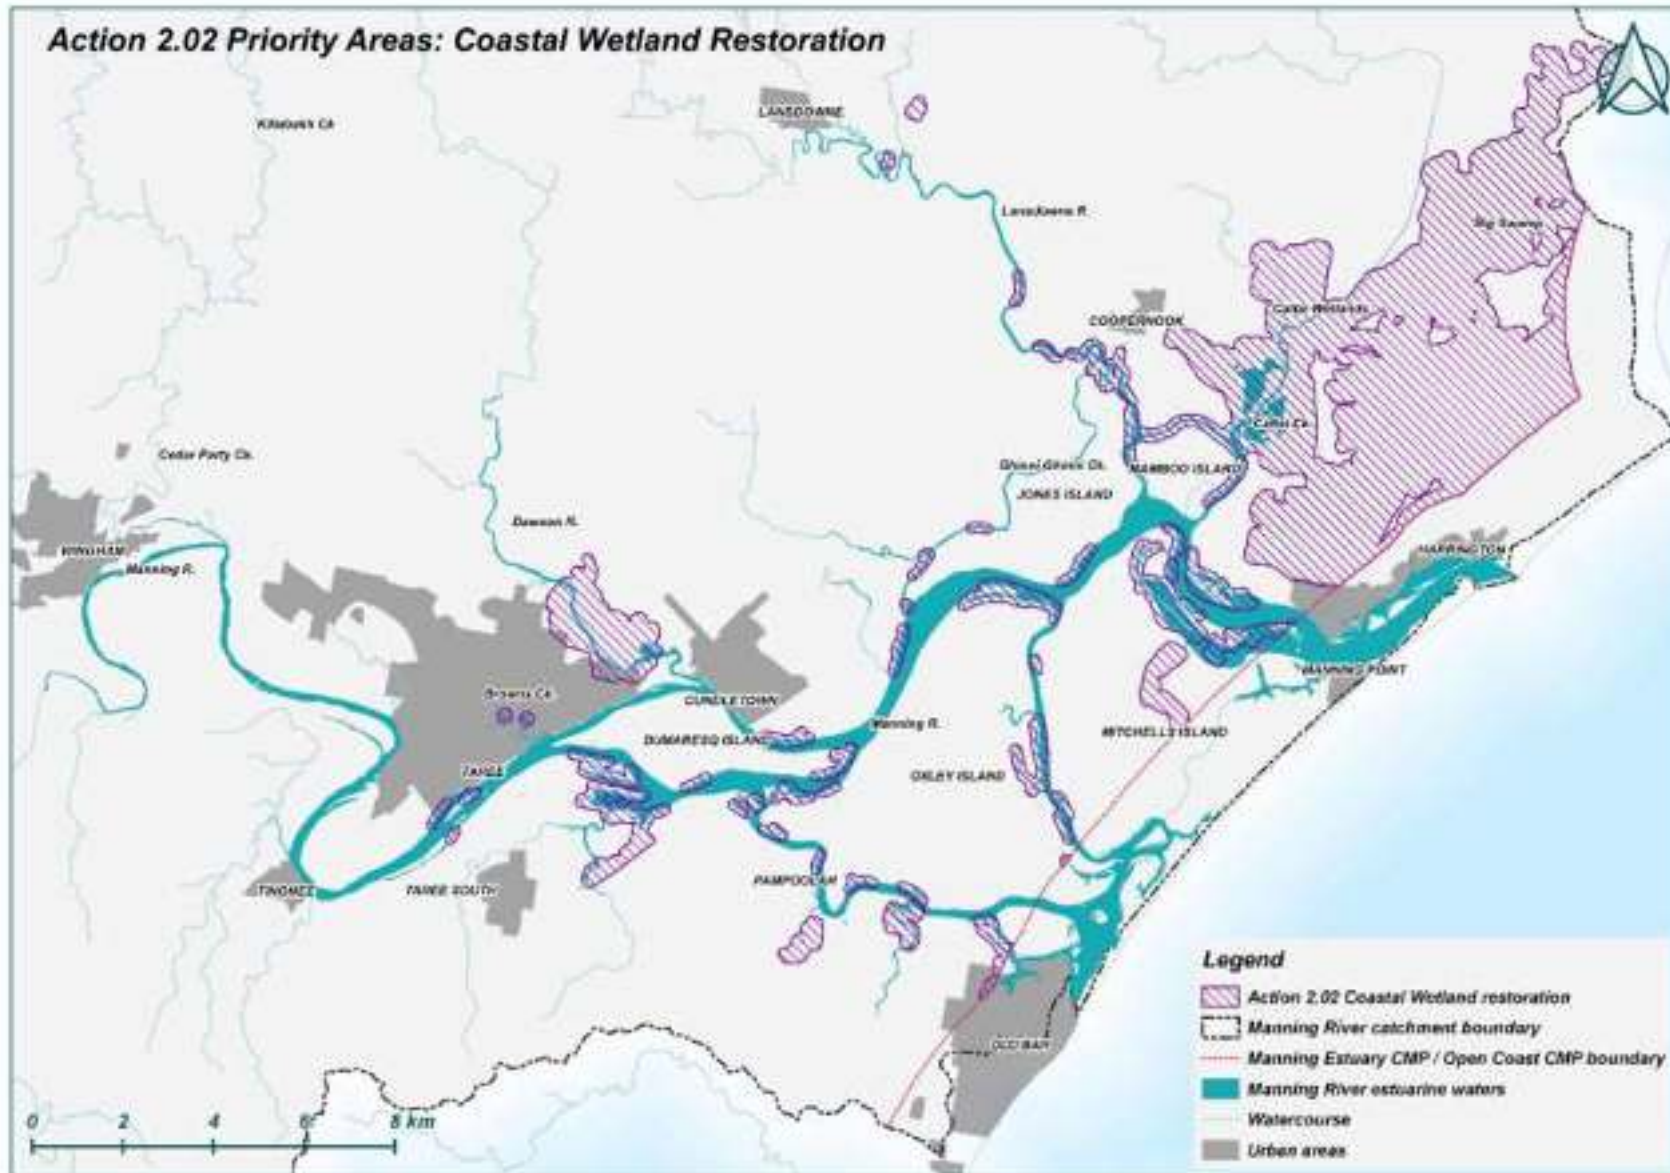 Action 2.02 Priority Areas: Coastal Wetland Restoration
LANSDOWNE
Killabakh Ck
Lansdowne R.
Big Swamp
Cattai Wetlands
COOPERNOOK
Cattai Ck.
Cedar Party Ck.
Ghinni Ghinni Ck.
MAMBOO ISLAND
JONES ISLAND
Dawson R.
WINGHAM
Manning R.
HARRINGTON
MANNING POINT
Browns Ck.
CUNDLETOWN
Manning R.
MITCHELLS ISLAND
DUMARESQ ISLAND
TAREE
OXLEY ISLAND
PAMPOOLAH
TINONEE
TAREE SOUTH
OLD BAR
Legend
Action 2.02 Coastal Wetland restoration
Manning River catchment boundary
Manning Estuary CMP / Open Coast CMP boundary
Manning River estuarine waters
Watercourse
Urban areas
0 2 4 6 8 km